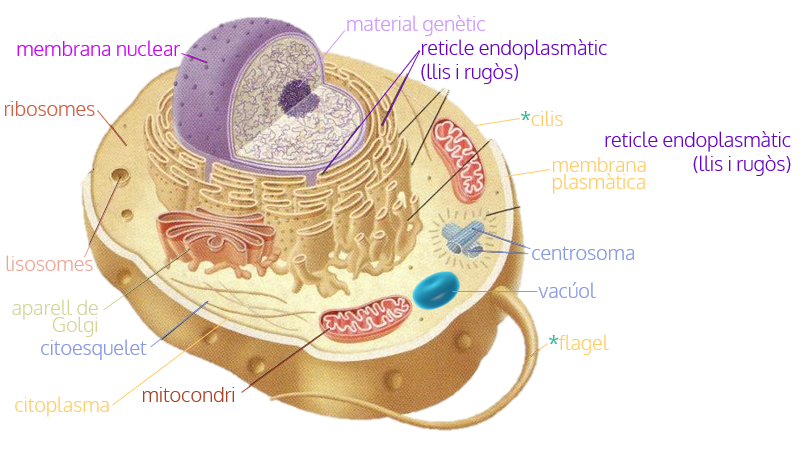 material genètic
membrana nuclear
reticle endoplasmàtic
(llis i rugòs)
ribosomes
*cilis
reticle endoplasmàtic
(llis i rugòs)
membrana
plasmàtica
centrosoma
lisosomes
vacúol
aparell de
Golgi
citoesquelet
*flagel
mitocondri
citoplasma